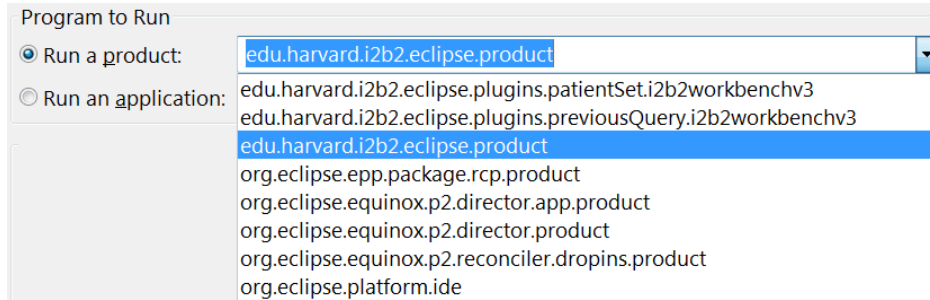 Program to Run
Run a product:
edu.harvard.i2b2.eclipse.product
edu.harvard.i2b2.eclipse.plugins.patientSet.i2b2workbenchv3
Run an application:
edu.harvard.i2b2.eclipse.plugins.previousQuery.i2b2workbenchv3
edu.harvard.i2b2.eclipse.product
org.eclipse.epp.package.rcp.product
org.eclipse.equinox.p2.director.app.product
org.eclipse.equinox.p2.director.product
org.eclipse.equinox.p2.reconciler.dropins.product
org.eclipse.platform.ide